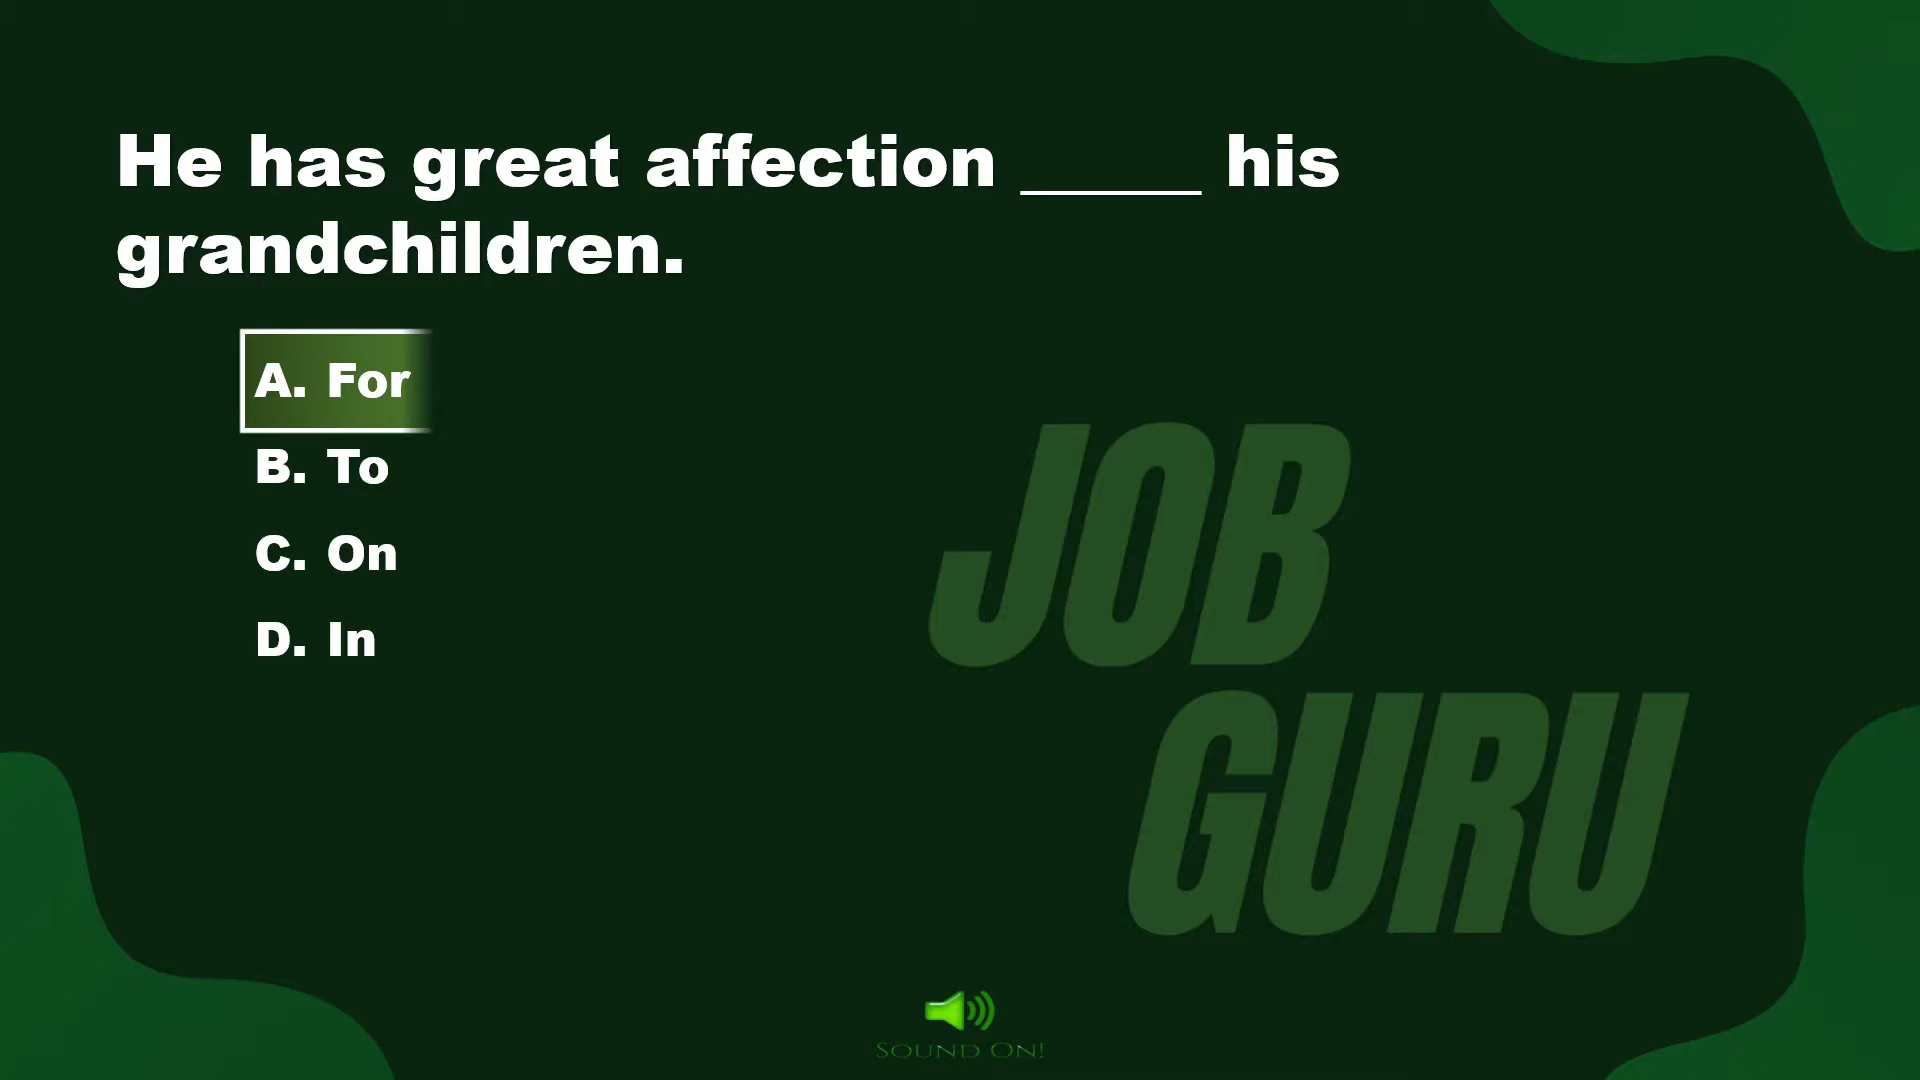 He has great affection _____ his
grandchildren.
A. For
B. To
C. On
D. In
JOB
GURU
SOUND ON!